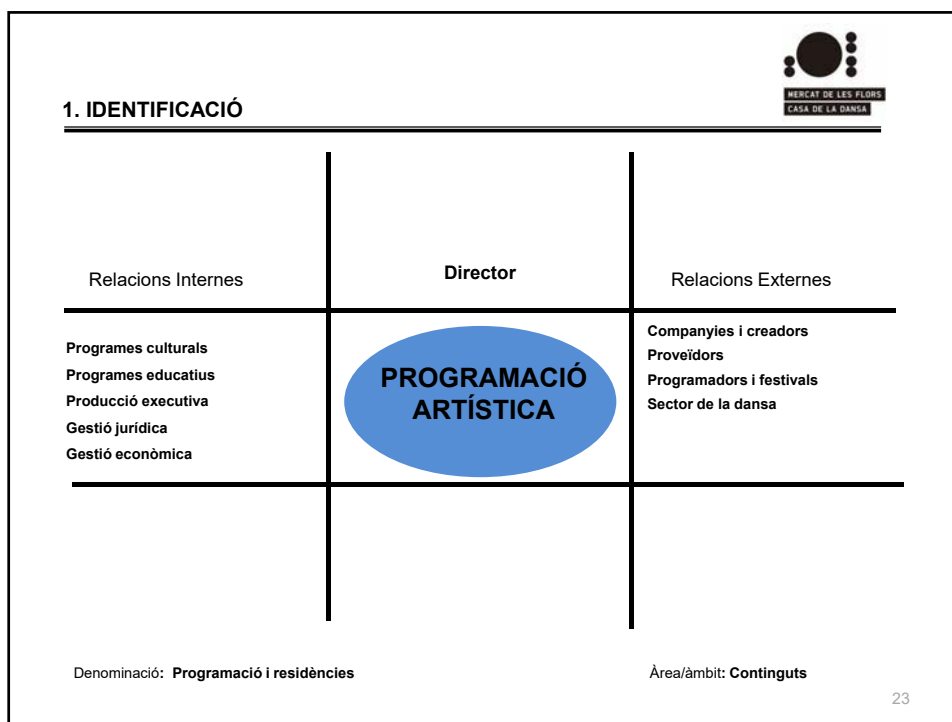 MERCAT DE LES FLORS
CASA DE LA DANSA
1. IDENTIFICACIÓ
Relacions Internes
Director
Relacions Externes
Programes culturals
Programes educatius
Producció executiva
Gestió jurídica
Gestió econòmica
PROGRAMACIÓ
ARTÍSTICA
Companyies i creadors
Proveïdors
Programadors i festivals
Sector de la dansa
Denominació: Programació i residències
Àrea/àmbit: Continguts
23